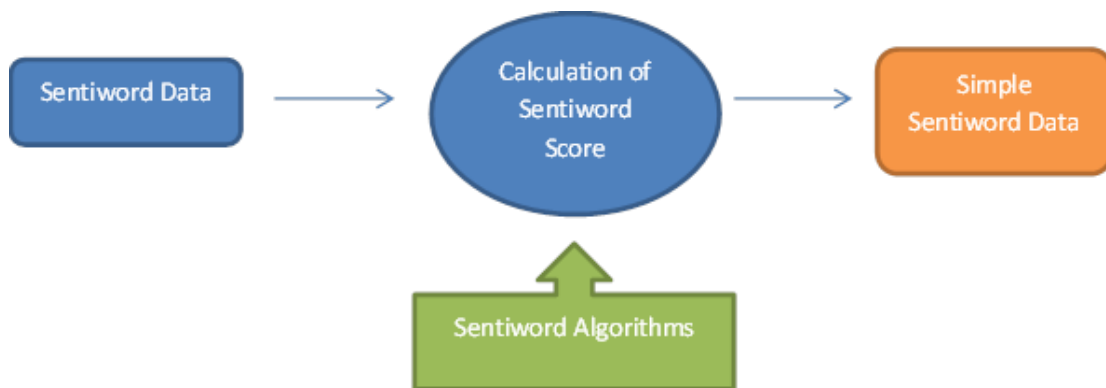 Sentiword Data
Calculation of
Sentiword
Score
Simple
Sentiword Data
Sentiword Algorithms